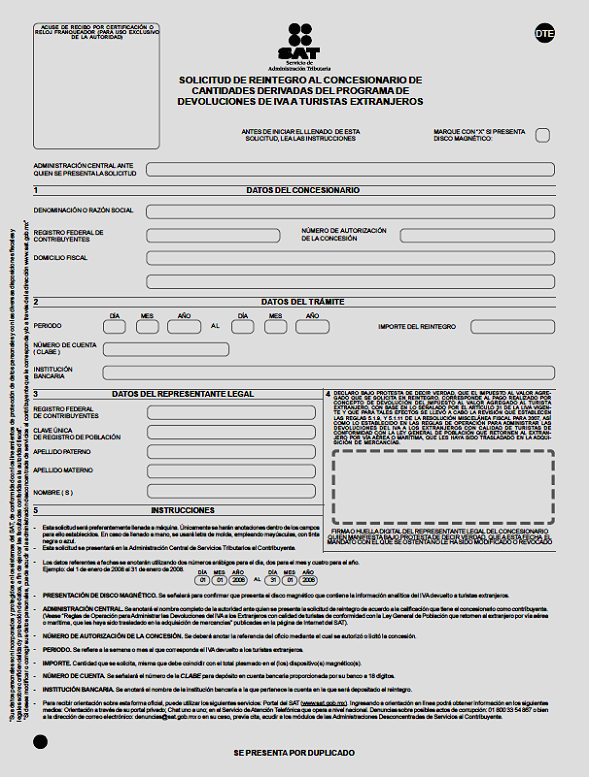 ACUSE DE RECIBO POR CERTIFICACIÓN O
RELOJ FRANQUEADOR (PARA USO EXCLUSIVO
DE LA AUTORIDAD)
SAT
Servicio de
Administración Tributaria
DTE
SOLICITUD DE REINTEGRO AL CONCESIONARIO DE
CANTIDADES DERIVADAS DEL PROGRAMA DE
DEVOLUCIONES DE IVA A TURISTAS EXTRANJEROS
ANTES DE INICIAR EL LLENADO DE ESTA
SOLICITUD, LEA LAS INSTRUCCIONES
MARQUE CON "X" SI PRESENTA
DISCO MAGNÉTICO:
ADMINISTRACIÓN CENTRAL ANTE
QUIEN SE PRESENTA LA SOLICITUD
1 DATOS DEL CONCESIONARIO
DENOMINACIÓN O RAZÓN SOCIAL
REGISTRO FEDERAL DE
CONTRIBUYENTES
NÚMERO DE AUTORIZACIÓN
DE LA CONCESIÓN
DOMICILIO FISCAL
2 DATOS DEL TRÁMITE
DÍA MES AÑO DÍA MES AÑO
PERIODO AL IMPORTE DEL REINTEGRO
NÚMERO DE CUENTA
( CLABE )
INSTITUCIÓN
BANCARIA
3 DATOS DEL REPRESENTANTE LEGAL
REGISTRO FEDERAL
DE CONTRIBUYENTES
CLAVE ÚNICA
DE REGISTRO DE POBLACIÓN
APELLIDO PATERNO
APELLIDO MATERNO
NOMBRE ( S )
4 DECLARO BAJO PROTESTA DE DECIR VERDAD, QUE EL IMPUESTO AL VALOR AGRE-
GADO QUE SE SOLICITA EN REINTEGRO, CORRESPONDE AL PAGO REALIZADO POR
CONCEPTO DE DEVOLUCIÓN DEL IMPUESTO AL VALOR AGREGADO AL TURISTA
EXTRANJERO, CON BASE EN LO SEÑALADO POR EL ARTÍCULO 31 DE LA LIVA VIGEN-
TE Y QUE PARA TALES EFECTOS SE LLEVÓ A CABO LA REVISIÓN QUE ESTABLECEN
LAS REGLAS 5.1.9. Y 5.1.11 DE LA RESOLUCIÓN MISCELÁNEA FISCAL PARA 2007, ASÍ
COMO LO ESTABLECIDO EN LAS REGLAS DE OPERACIÓN PARA ADMINISTRAR LAS
DEVOLUCIONES DEL IVA A LOS EXTRANJEROS CON CALIDAD DE TURISTAS DE
CONFORMIDAD CON LA LEY GENERAL DE POBLACIÓN QUE RETORNEN AL EXTRAN-
JERO POR VÍA AÉREA O MARÍTIMA, QUE LES HAYA SIDO TRASLADADO EN LA ADQUI-
SICIÓN DE MERCANCÍAS.
FIRMA O HUELLA DIGITAL DEL REPRESENTANTE LEGAL DEL CONCESIONARIO
QUIEN MANIFIESTA BAJO PROTESTA DE DECIR VERDAD, QUE A ESTA FECHA, EL
MANDATO CON EL QUE SE OSTENTA NO LE HA SIDO MODIFICADO O REVOCADO
5 INSTRUCCIONES
- Esta solicitud será preferentemente llenada a máquina. Únicamente se harán anotaciones dentro de los campos
para ello establecidos. En caso de llenado a mano, se usará letra de molde, empleando mayúsculas, con tinta
negra o azul.
- Esta solicitud se presentará en la Administración Central de Servicios Tributarios al Contribuyente.
- Los datos referentes a fechas se anotarán utilizando dos números arábigos para el día, dos para el mes y cuatro para el año.
Ejemplo: del 1 de enero de 2006 al 31 de enero de 2006.
DÍA MES AÑO DÍA MES AÑO
01 01 2006 AL 31 01 2006
- PRESENTACIÓN DE DISCO MAGNÉTICO. Se señalará para confirmar que presenta el disco magnético que contiene la información analítica del IVA devuelto a turistas extranjeros.
- ADMINISTRACIÓN CENTRAL. Se anotará el nombre completo de la autoridad ante quien se presenta la solicitud de reintegro de acuerdo a la calificación que tiene el concesionario como contribuyente.
(Véase "Reglas de Operación para Administrar las Devoluciones del IVA a los Extranjeros con calidad de turistas de conformidad con la Ley General de Población que retornen al extranjero por vía aérea
o marítima, que les haya sido trasladado en la adquisición de mercancías" publicadas en la página de Internet del SAT).
- NÚMERO DE AUTORIZACIÓN DE LA CONCESIÓN. Se deberá anotar la referencia del oficio mediante el cual se autorizó o licitó la concesión.
- PERIODO. Se refiere a la semana o mes al que corresponde el IVA devuelto a los turistas extranjeros.
- IMPORTE. Cantidad que se solicita, misma que debe coincidir con el total plasmado en el (los) dispositivo(s) magnético(s).
- NÚMERO DE CUENTA. Se señalará el número de la CLABE para depósito en cuenta bancaria proporcionada por su banco a 18 dígitos.
- INSTITUCIÓN BANCARIA. Se anotará el nombre de la institución bancaria a la que pertenece la cuenta en la que será depositado el reintegro.
- Para recibir orientación sobre esta forma oficial, puede utilizar los siguientes servicios: Portal del SAT (www.sat.gob.mx). Ingresando a orientación en línea podrá obtener información en los siguientes
medios: Orientación a través de su portal privado; Chat uno a uno; en el Servicio de Atención Telefónica que opera a nivel nacional. Denuncias sobre posibles actos de corrupción: 01 800 33 54 867 o bien
a la dirección de correo electrónico: denuncias@sat.gob.mx o en su caso, previa cita, acudir a los módulos de las Administraciones Desconcentradas de Servicios al Contribuyente.
"Sus datos personales son incorporados y protegidos en los sistemas del SAT, de conformidad con los lineamientos de protección de datos personales y con las diversas disposiciones fiscales y
legales sobre confidencialidad y protección de datos, a fin de ejercer las facultades conferidas a la autoridad fiscal".
"Si desea modificar o corregir sus datos personales, puede acudir a la administración desconcentrada de servicios al contribuyente que le corresponda y/o a través de la dirección www.sat.gob.mx"
SE PRESENTA POR DUPLICADO